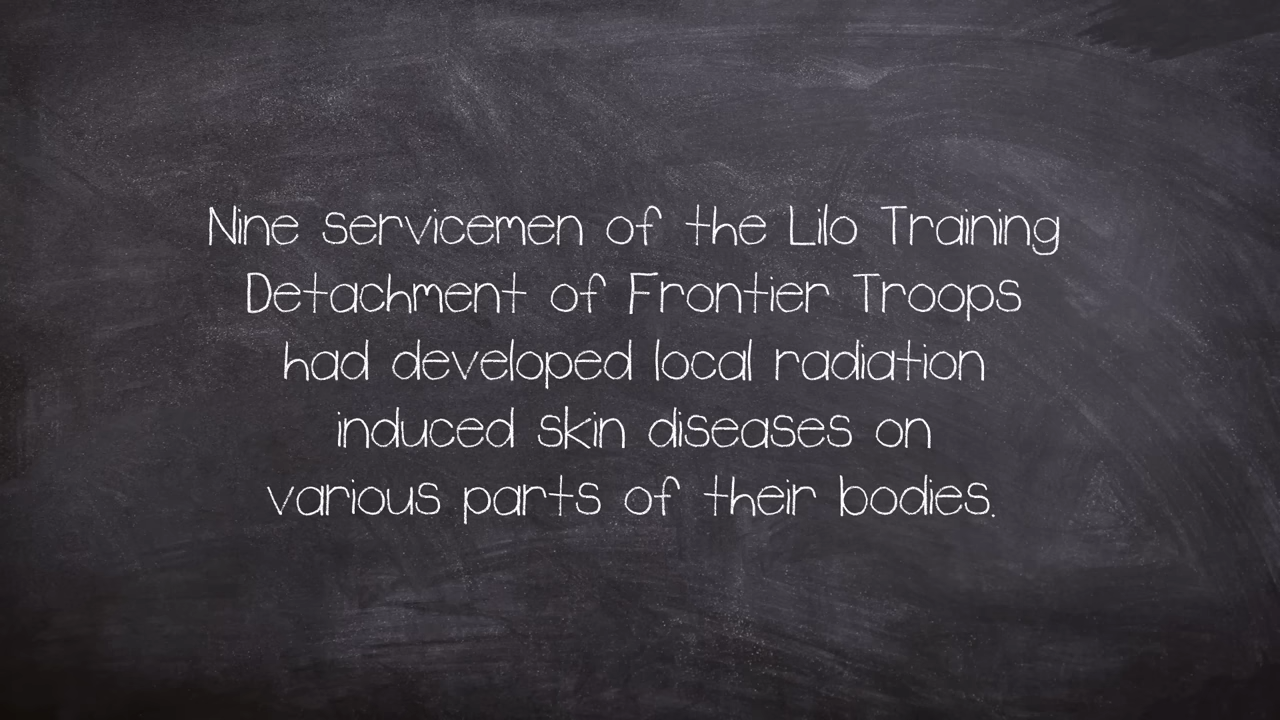 Nine servicemen of the Lilo Training
Detachment of Frontier Troops
had developed local radiation
induced skin diseases on
various parts of their bodies.